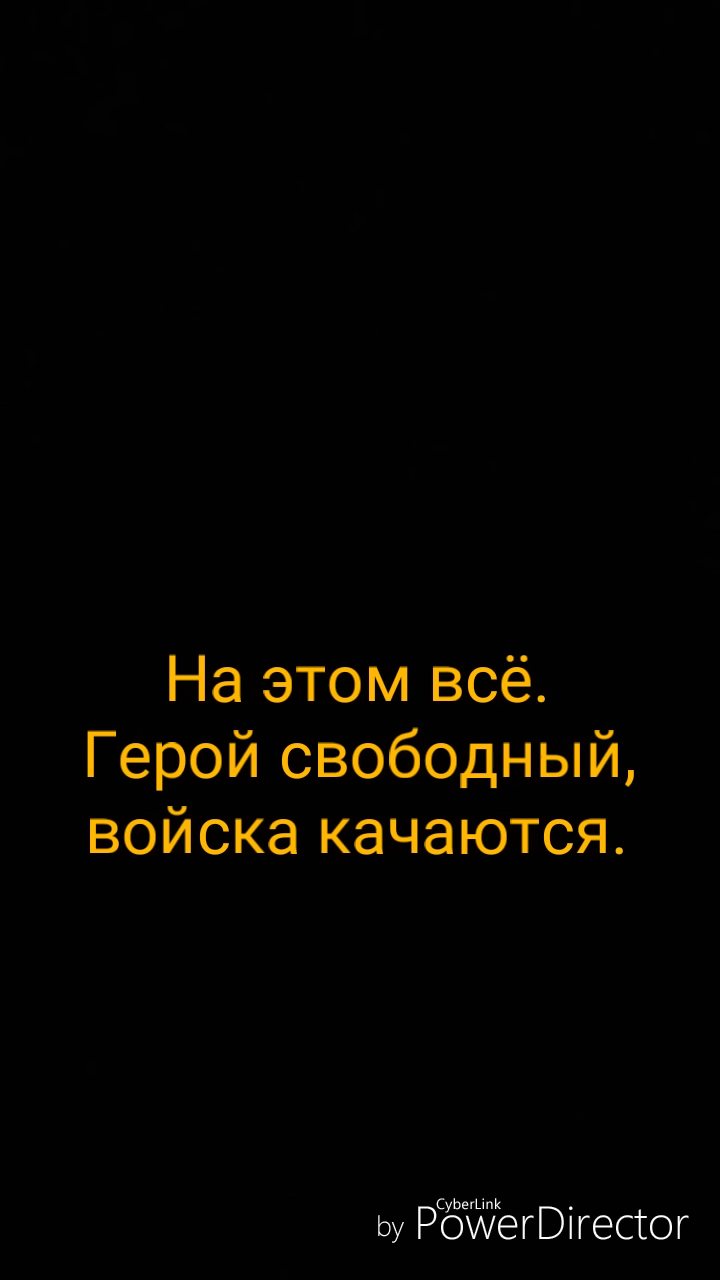 На этом всё.
Герой свободный,
войска качаются.
CyberLink
by PowerDirector